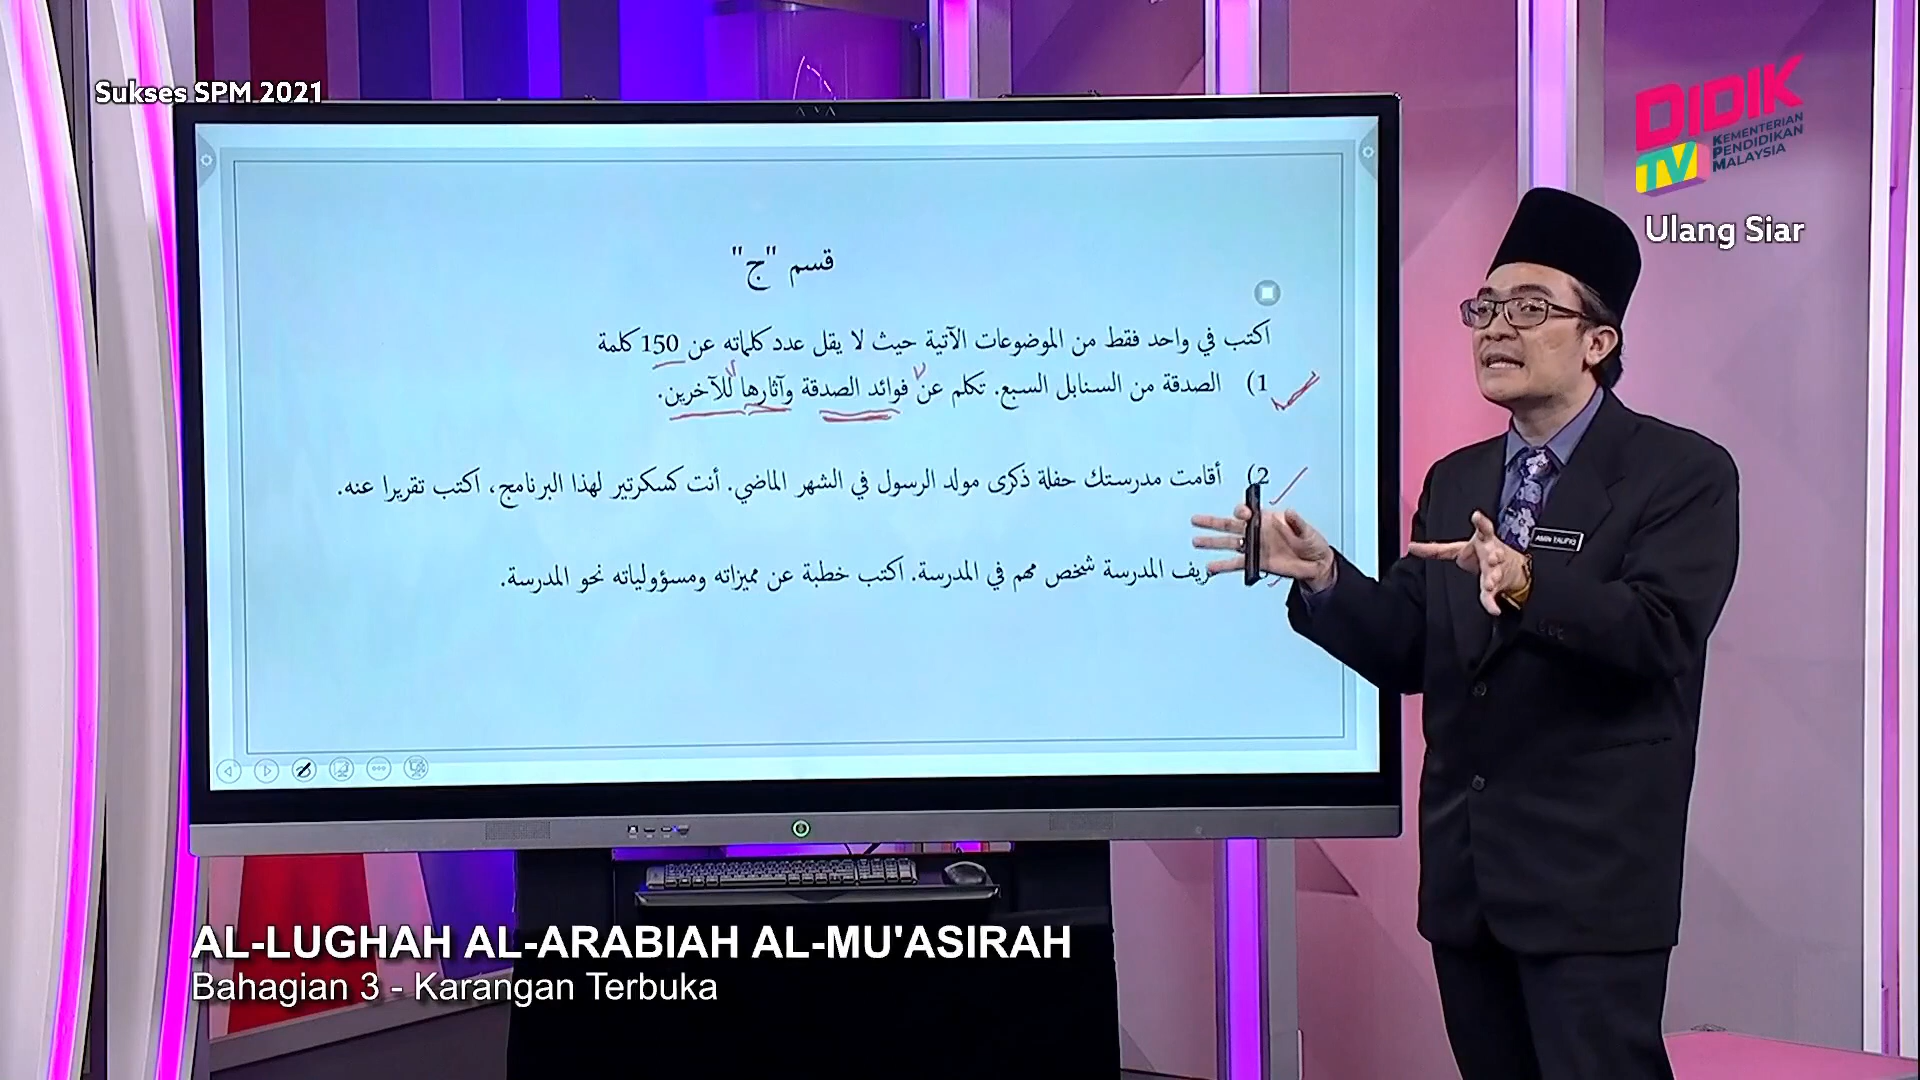 Sukses SPM 2021
DIDIK
TV
KEMENTERIAN
PENDIDIKAN
MALAYSIA
Ulang Siar
قسم "ج"
اكتب في واحد فقط من الموضوعات الآتية حيث لا يقل عدد كلماته عن 150 كلمة
1) الصدقة من السنابل السبع. تكلم عن فوائد الصدقة وآثارها للآخرين.
2) أقامت مدرستك حفلة ذكرى مولد الرسول في الشهر الماضي. أنت كسكرتير لهذا البرنامج، اكتب تقريرا عنه.
المدرسة شخص مهم في المدرسة. اكتب خطبة عن مميزاته ومسؤولياته نحو المدرسة.
AMIN TAUFIQ
AL-LUGHAH AL-ARABIAH AL-MU'ASIRAH
Bahagian 3 - Karangan Terbuka